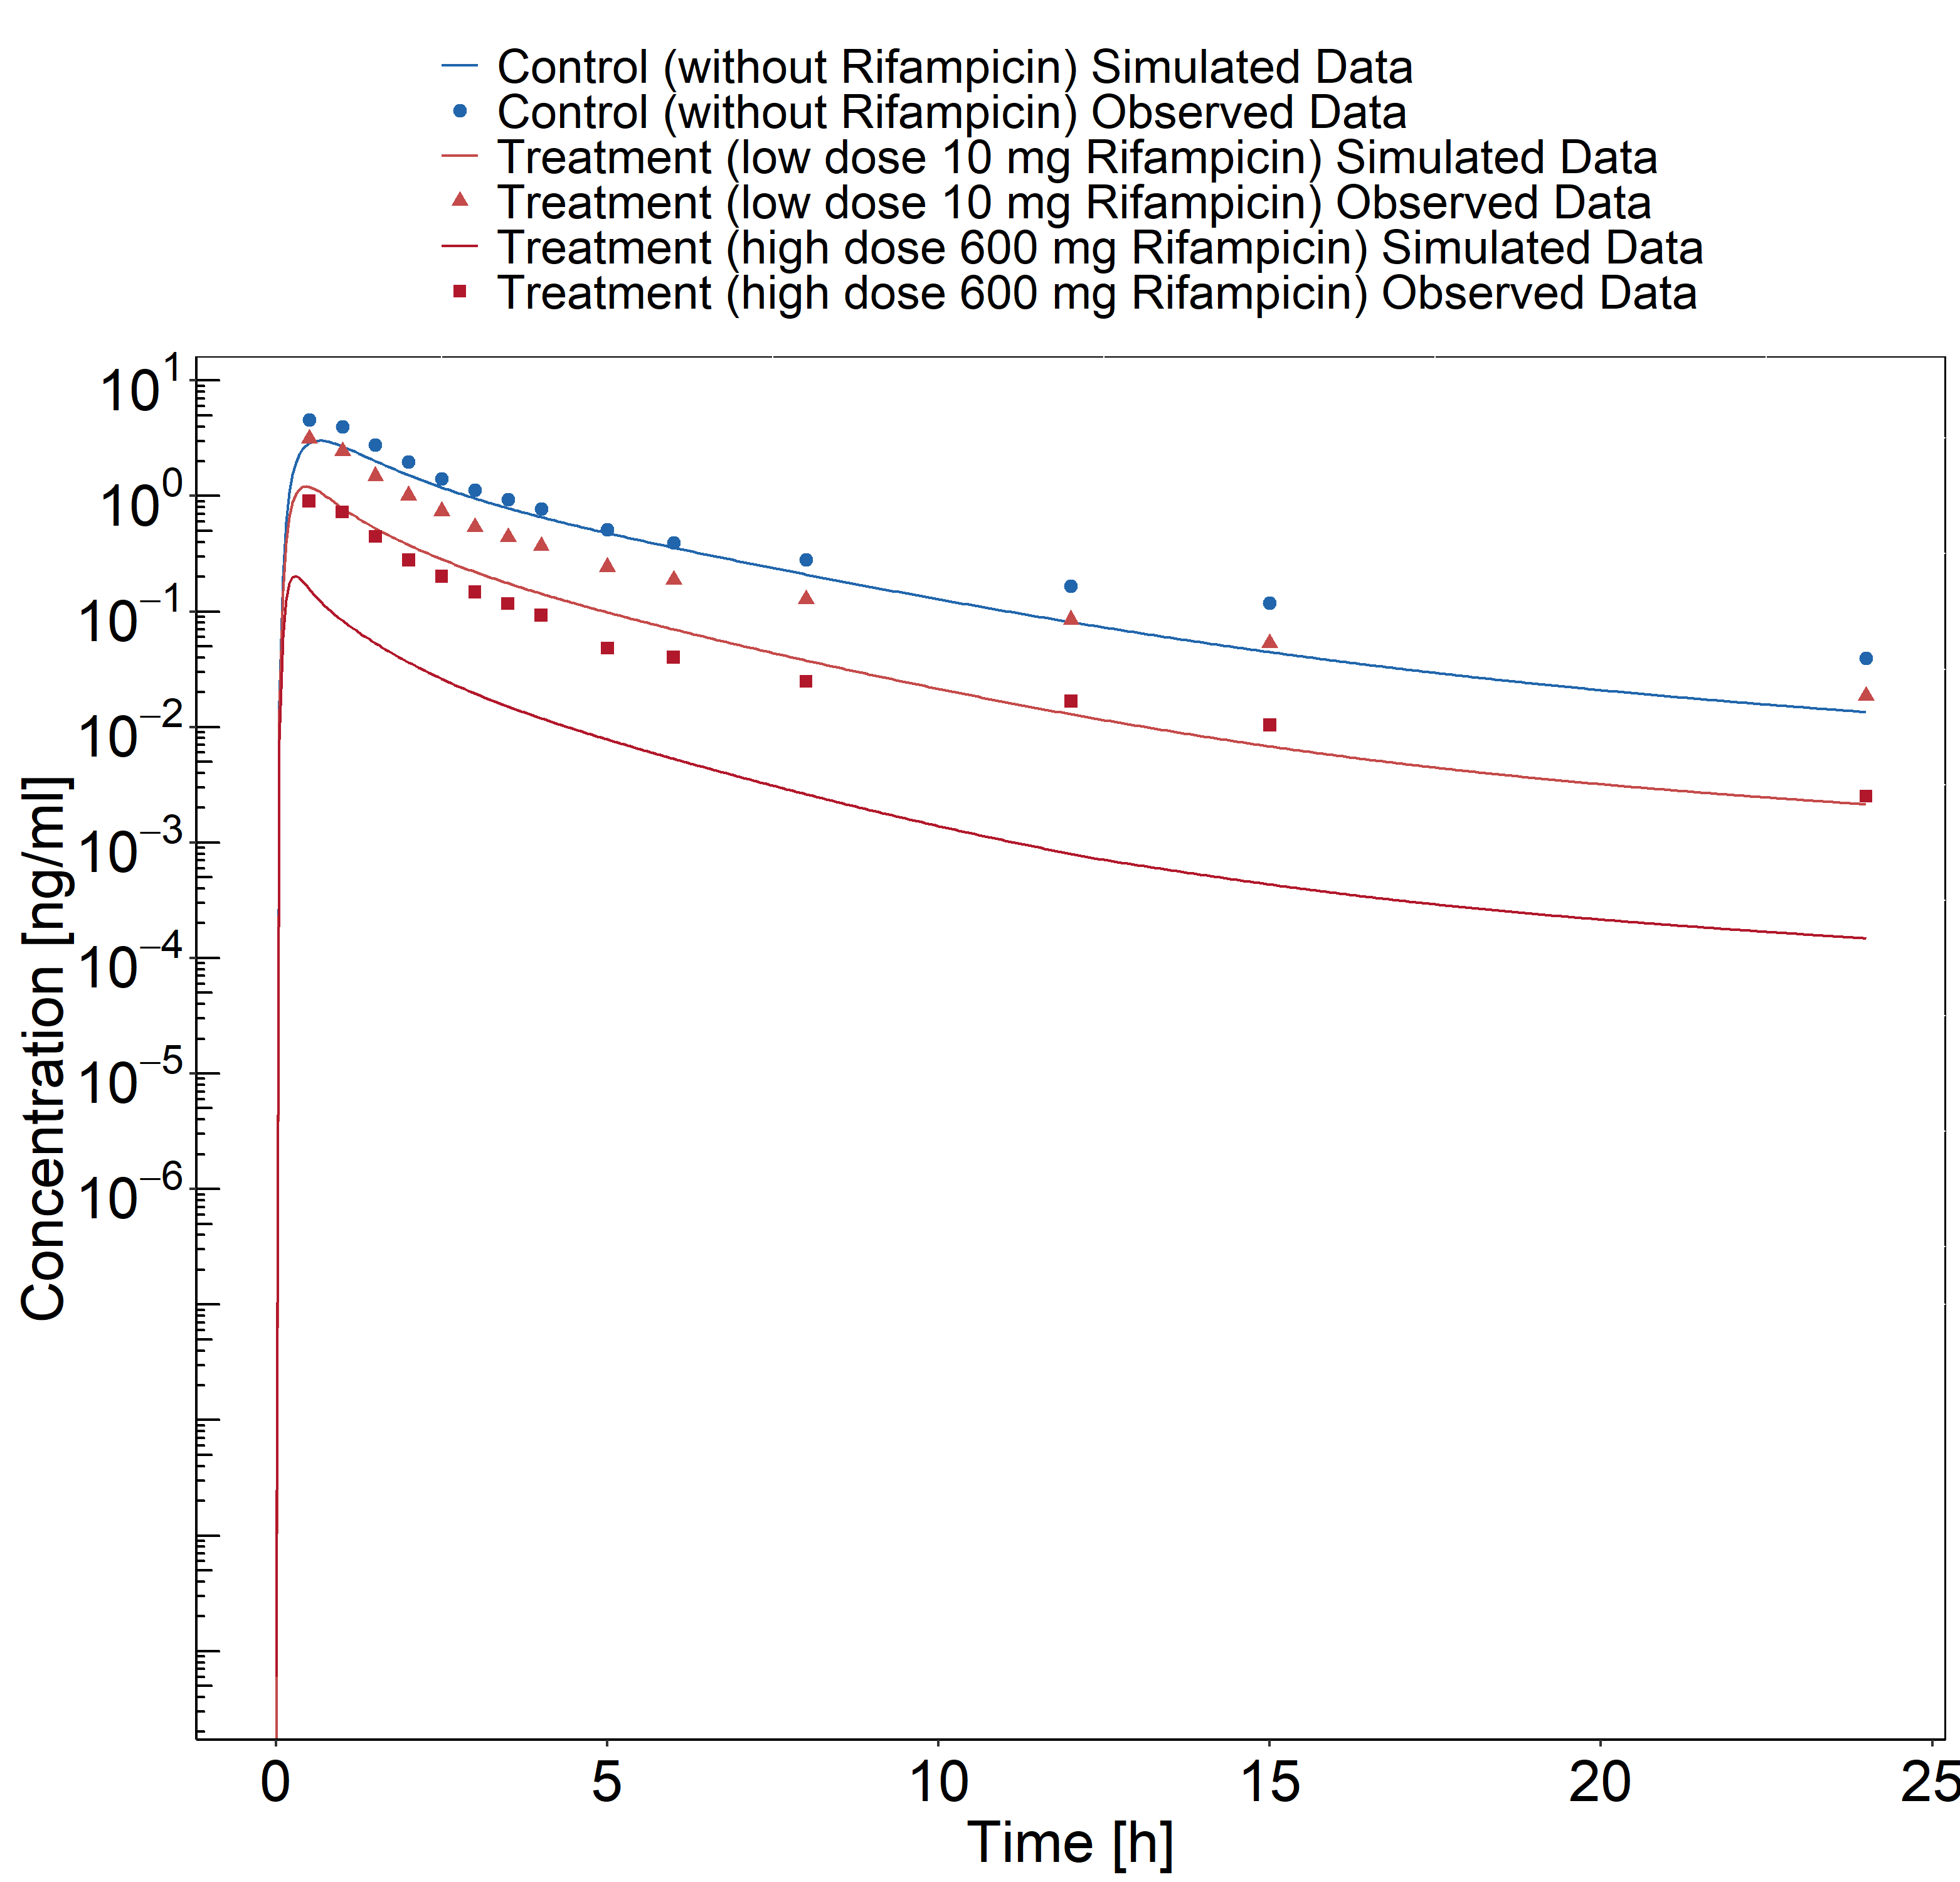 Control (without Rifampicin) Simulated Data
Control (without Rifampicin) Observed Data
Treatment (low dose 10 mg Rifampicin) Simulated Data
Treatment (low dose 10 mg Rifampicin) Observed Data
Treatment (high dose 600 mg Rifampicin) Simulated Data
Treatment (high dose 600 mg Rifampicin) Observed Data
10¹
10⁰
10⁻¹
10⁻²
10⁻³
10⁻⁴
10⁻⁵
10⁻⁶
Concentration [ng/ml]
0 5 10 15 20 25
Time [h]